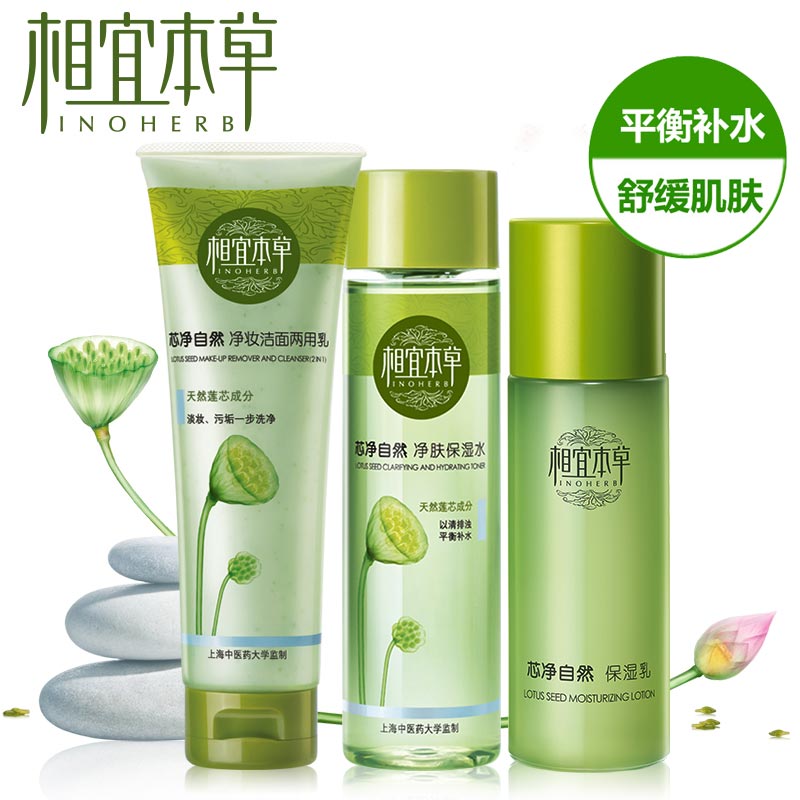 相宜本草
INOHERB
平衡补水
舒缓肌肤
相宜本草
INOHERB
芯净自然 净妆洁面两用乳
LOTUS SEED MAKE-UP REMOVER AND CLEANSER(2 IN 1)
天然莲芯成分
淡妆、污垢一步洗净
上海中医药大学监制
相宜本草
INOHERB
芯净自然 净肤保湿水
LOTUS SEED CLARIFYING AND HYDRATING TONER
天然莲芯成分
以清排浊
平衡补水
上海中医药大学监制
相宜本草
INOHERB
芯净自然 保湿乳
LOTUS SEED MOISTURIZING LOTION